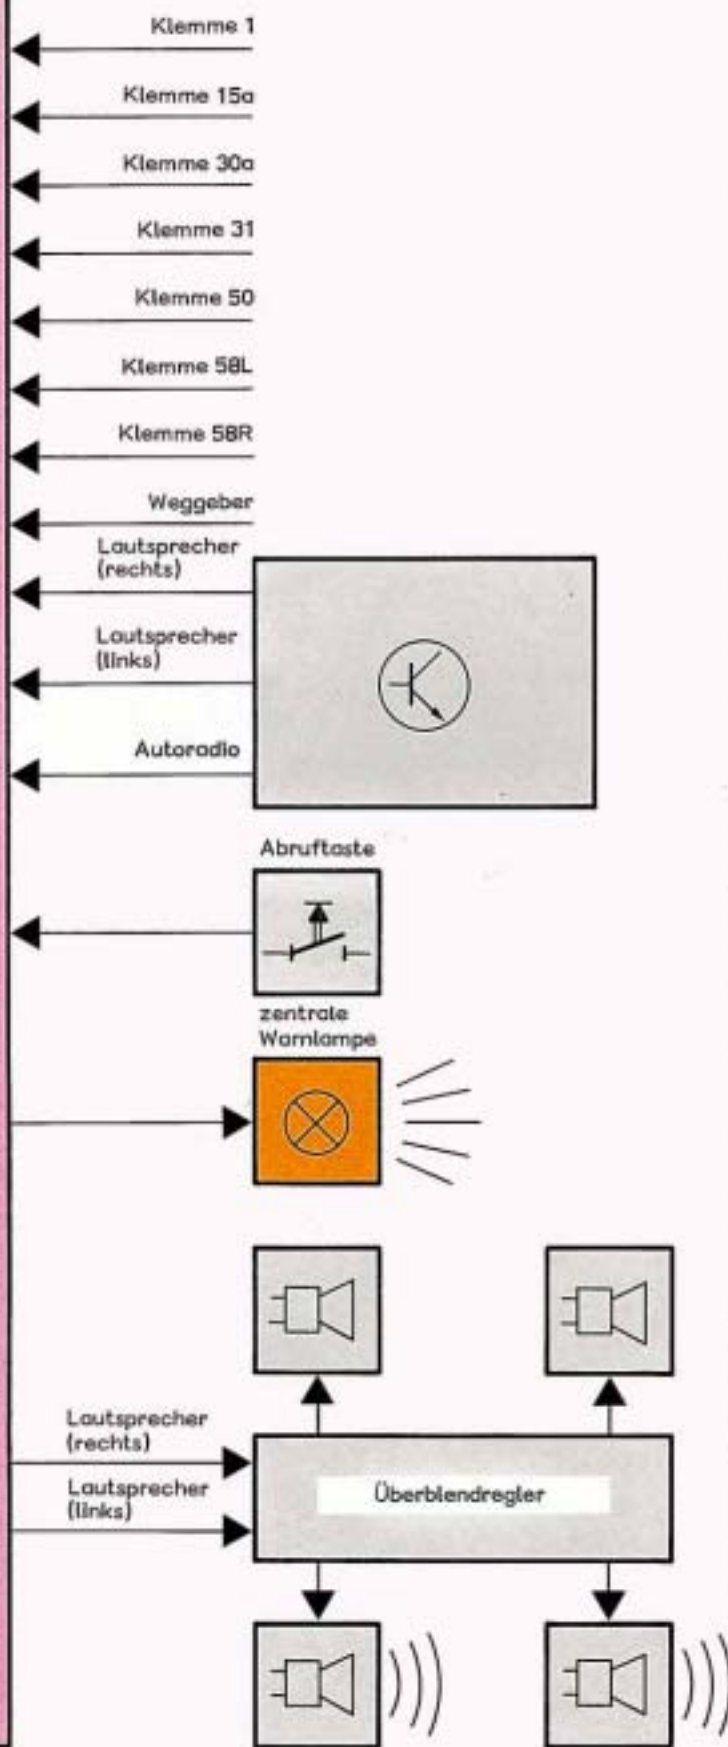 Klemme 1
Klemme 15a
Klemme 30a
Klemme 31
Klemme 50
Klemme 58L
Klemme 58R
Weggeber
Lautsprecher
(rechts)
Lautsprecher
(links)
Autoradio
Abruftaste
zentrale
Warnlampe
Lautsprecher
(rechts)
Lautsprecher
(links)
Überblendregler